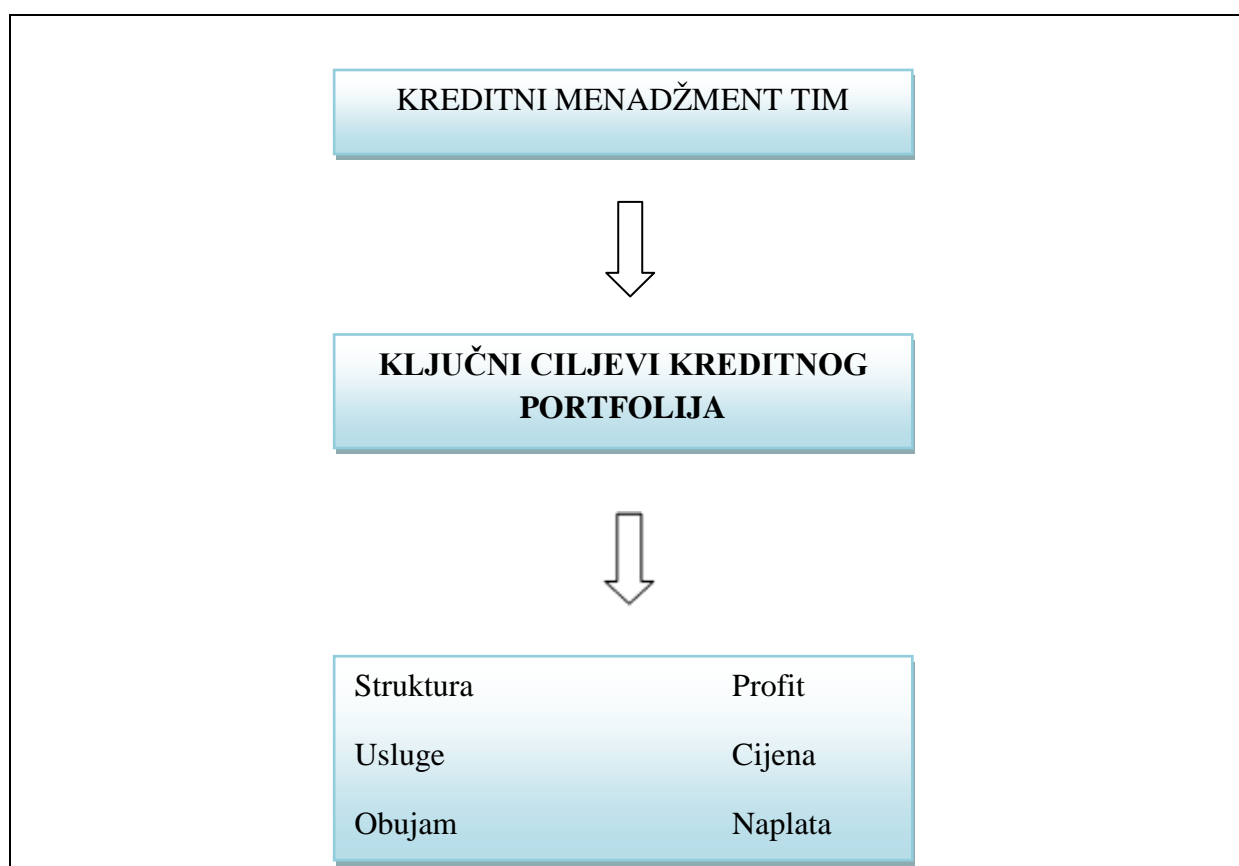 KREDITNI MENADŽMENT TIM
KLJUČNI CILJEVI KREDITNOG
PORTFOLIJA
Struktura Profit
Usluge Cijena
Obujam Naplata